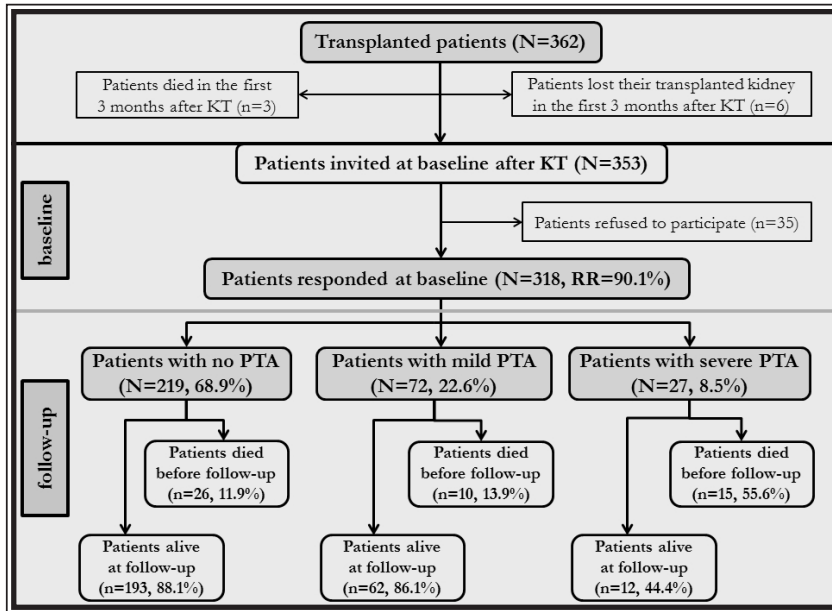 Transplanted patients (N=362)
Patients died in the first
3 months after KT (n=3)
Patients lost their transplanted kidney
in the first 3 months after KT (n=6)
Patients invited at baseline after KT (N=353)
baseline
Patients refused to participate (n=35)
Patients responded at baseline (N=318, RR=90.1%)
follow-up
Patients with no PTA
(N=219, 68.9%)
Patients with mild PTA
(N=72, 22.6%)
Patients with severe PTA
(N=27, 8.5%)
Patients died
before follow-up
(n=26, 11.9%)
Patients died
before follow-up
(n=10, 13.9%)
Patients died
before follow-up
(n=15, 55.6%)
Patients alive
at follow-up
(n=193, 88.1%)
Patients alive
at follow-up
(n=62, 86.1%)
Patients alive
at follow-up
(n=12, 44.4%)